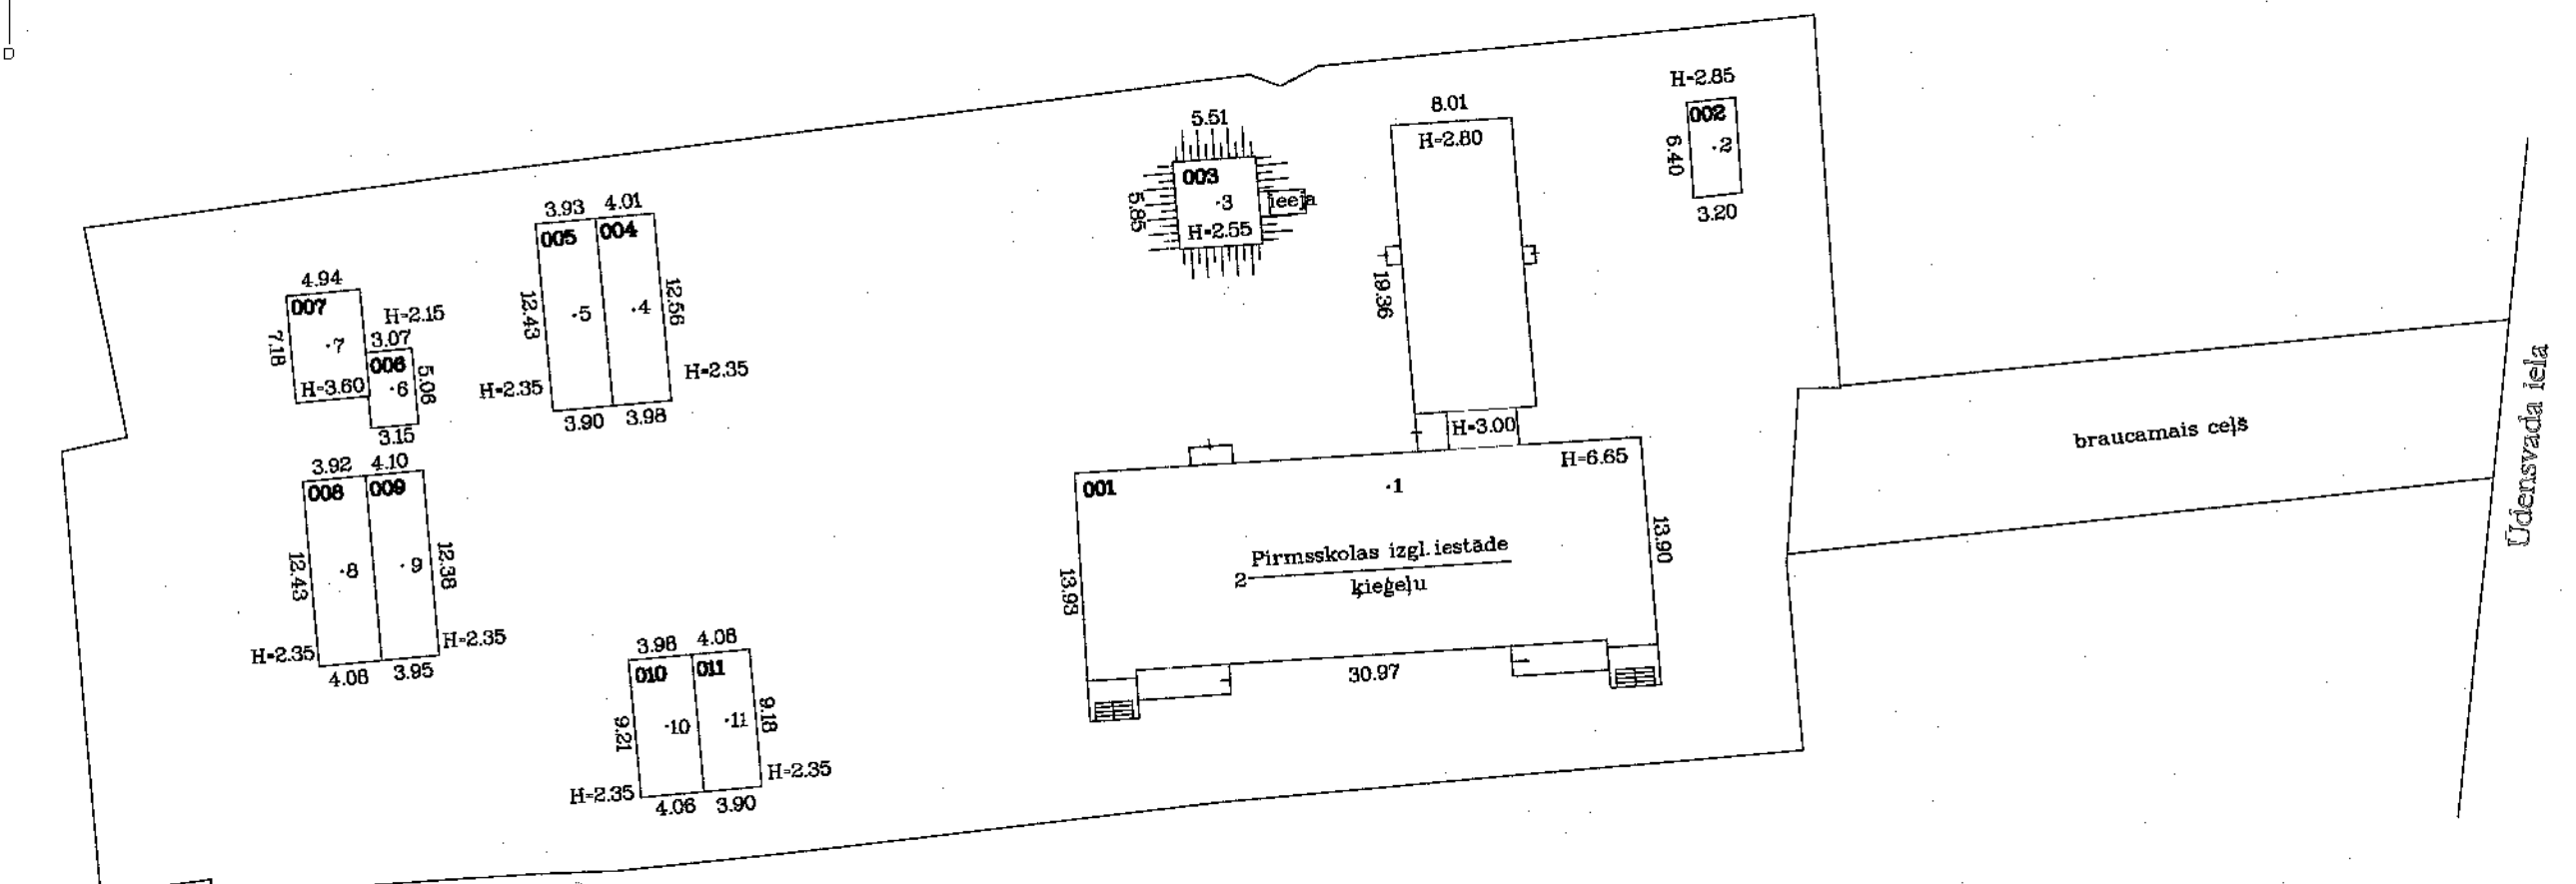 D
H=2.85
002
·2
6.40
3.20
8.01
H=2.80
19.36
H=3.00
5.51
003
·3
5.85
H=2.55
ieeja
3.93 4.01
005 004
·5 ·4
12.43 12.56
H=2.35 H=2.35
3.90 3.98
4.94
007
·7
7.18
H=3.60
H=2.15
3.07
006
·6
5.06
3.15
3.92 4.10
008 009
·8 ·9
12.43 12.38
H=2.35 H=2.35
4.08 3.95
3.98 4.08
010 011
·10 ·11
9.21 9.18
H=2.35 H=2.35
4.06 3.90
H=6.65
001
·1
13.93 13.90
Pirmsskolas izgl. iestāde
2
ķieģeļu
30.97
braucamais ceļš
Ūdensvada iela